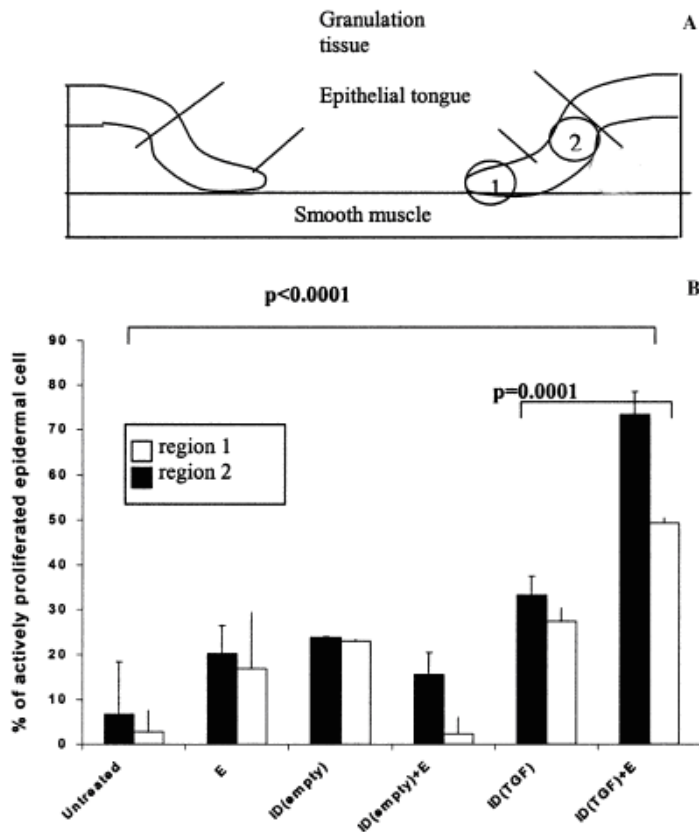 Granulation
tissue
A
Epithelial tongue
1
2
Smooth muscle
B
p<0.0001
p=0.0001
region 1
region 2
% of actively proliferated epidermal cell
90
80
70
60
50
40
30
20
10
0
Untreated
E
ID(empty)
ID(empty)+E
ID(TGF)
ID(TGF)+E